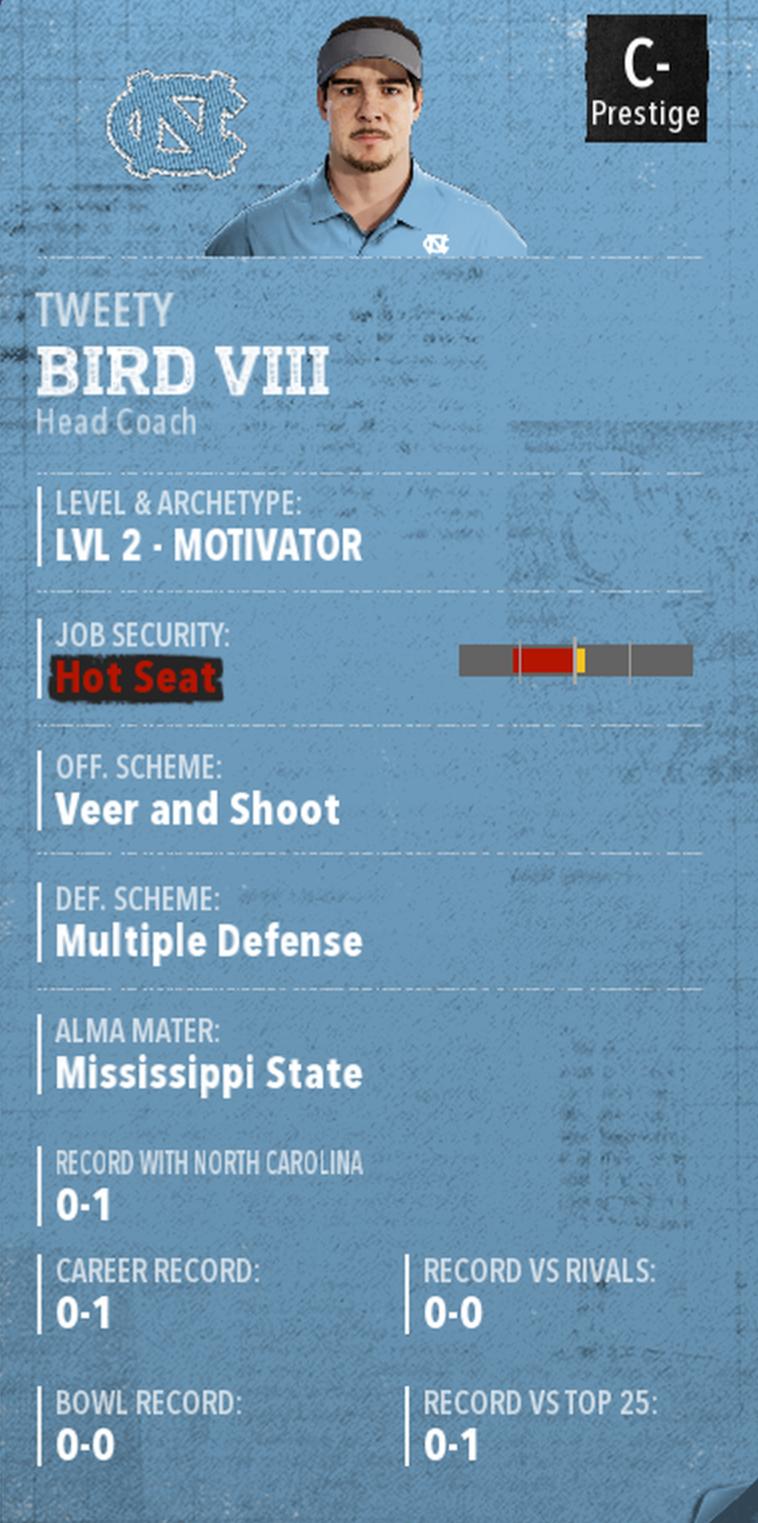 C-
Prestige
NC
NC
TWEETY
BIRD VIII
Head Coach
LEVEL & ARCHETYPE:
LVL 2 - MOTIVATOR
JOB SECURITY:
Hot Seat
OFF. SCHEME:
Veer and Shoot
DEF. SCHEME:
Multiple Defense
ALMA MATER:
Mississippi State
RECORD WITH NORTH CAROLINA
0-1
CAREER RECORD:
0-1
RECORD VS RIVALS:
0-0
BOWL RECORD:
0-0
RECORD VS TOP 25:
0-1